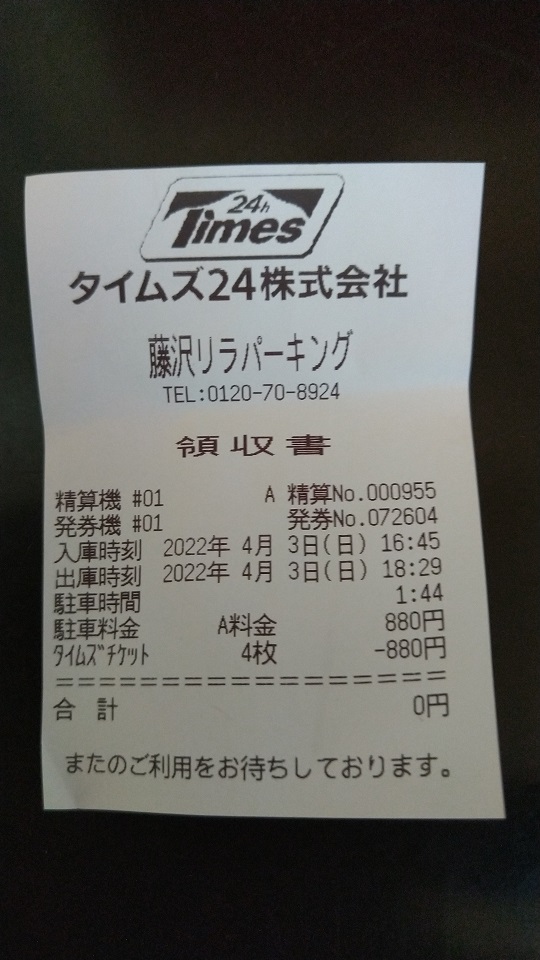 24h
Times
タイムズ24株式会社
藤沢リラパーキング
TEL:0120-70-8924
領収書
精算機 #01 A 精算No.000955
発券機 #01 発券No.072604
入庫時刻 2022年 4月 3日(日) 16:45
出庫時刻 2022年 4月 3日(日) 18:29
駐車時間 1:44
駐車料金 A料金 880円
ﾀｲﾑｽﾞﾁｹｯﾄ 4枚 -880円
==================
合 計 0円
またのご利用をお待ちしております。